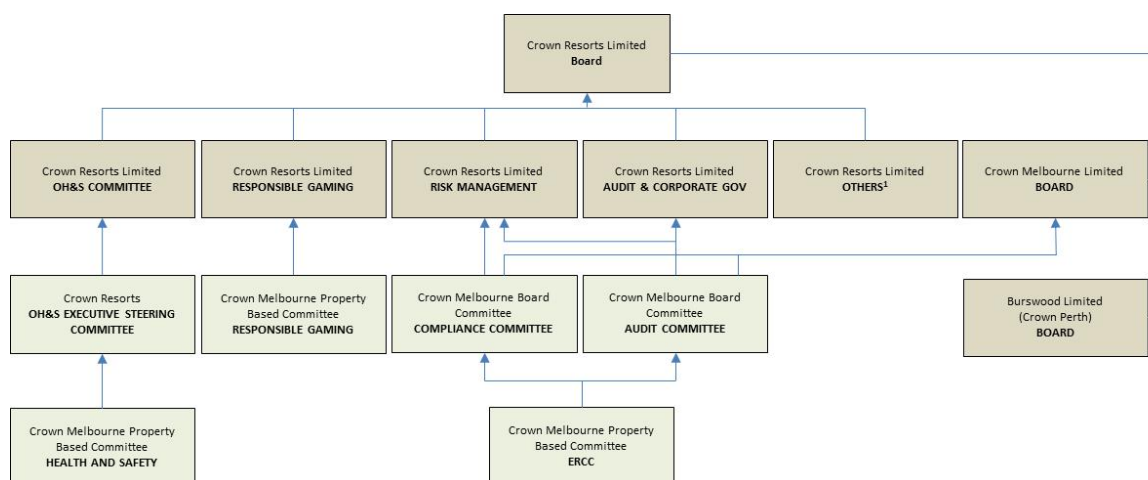 Crown Resorts Limited
Board
Crown Resorts Limited
OH&S COMMITTEE
Crown Resorts Limited
RESPONSIBLE GAMING
Crown Resorts Limited
RISK MANAGEMENT
Crown Resorts Limited
AUDIT & CORPORATE GOV
Crown Resorts Limited
OTHERS¹
Crown Melbourne Limited
BOARD
Crown Resorts
OH&S EXECUTIVE STEERING
COMMITTEE
Crown Melbourne Property
Based Committee
RESPONSIBLE GAMING
Crown Melbourne Board
Committee
COMPLIANCE COMMITTEE
Crown Melbourne Board
Committee
AUDIT COMMITTEE
Burswood Limited
(Crown Perth)
BOARD
Crown Melbourne Property
Based Committee
HEALTH AND SAFETY
Crown Melbourne Property
Based Committee
ERCC